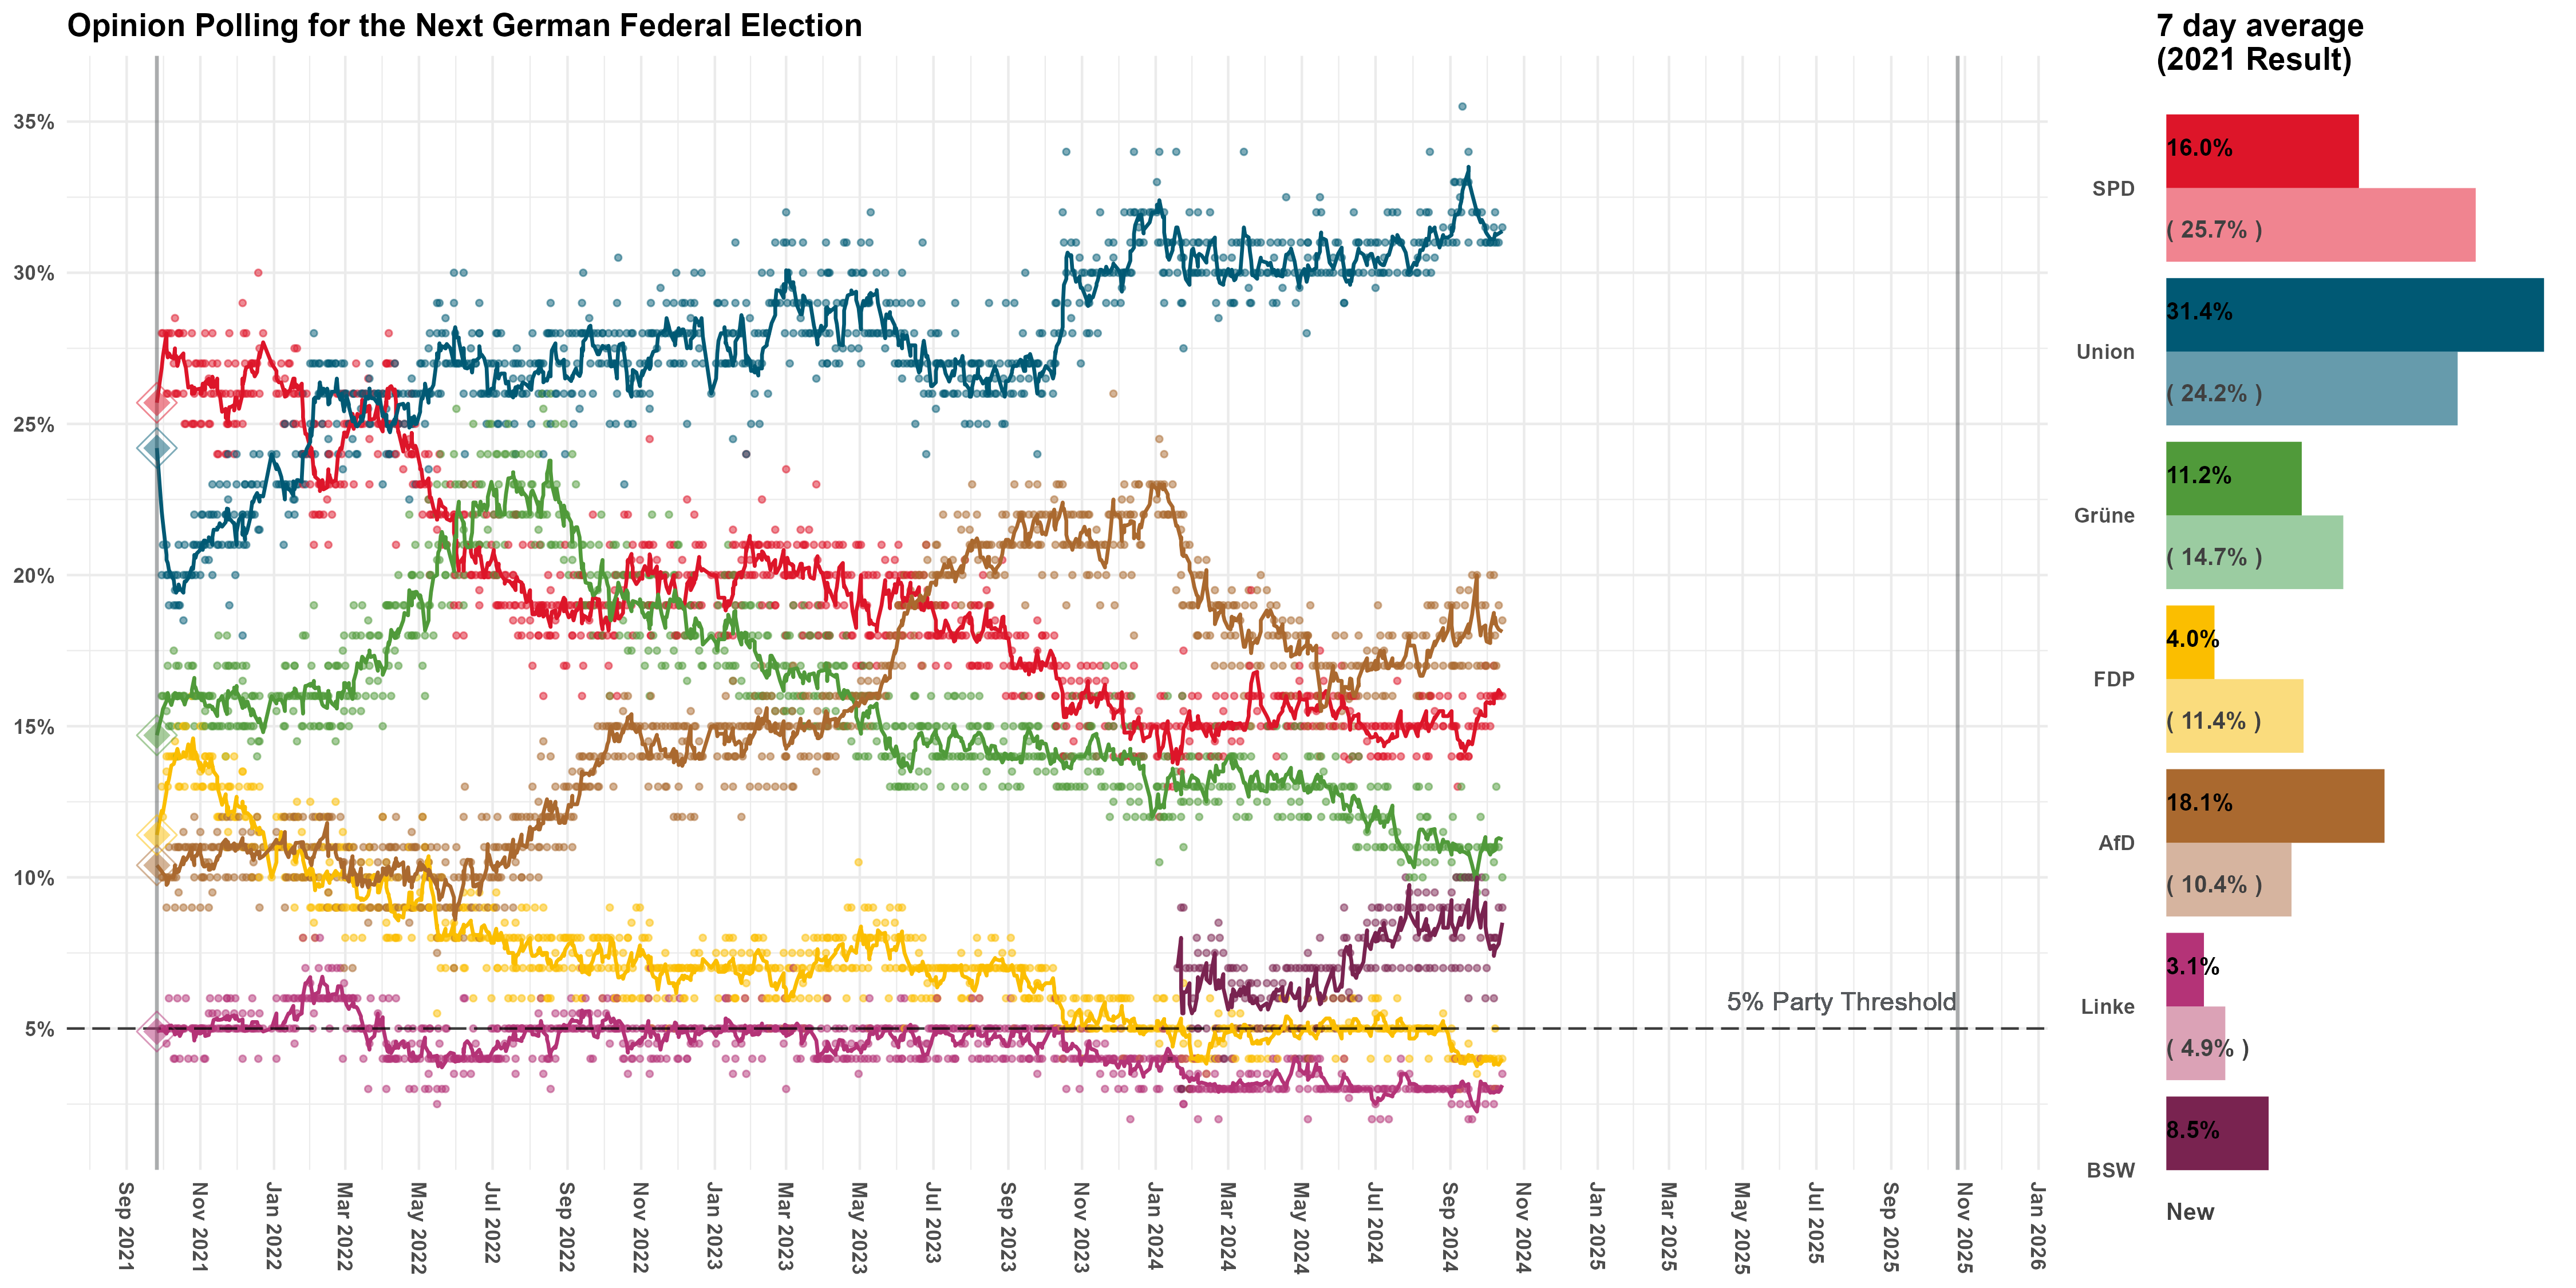 Opinion Polling for the Next German Federal Election
7 day average
(2021 Result)
35%
30%
25%
20%
15%
10%
5%
5% Party Threshold
Sep 2021
Nov 2021
Jan 2022
Mar 2022
May 2022
Jul 2022
Sep 2022
Nov 2022
Jan 2023
Mar 2023
May 2023
Jul 2023
Sep 2023
Nov 2023
Jan 2024
Mar 2024
May 2024
Jul 2024
Sep 2024
Nov 2024
Jan 2025
Mar 2025
May 2025
Jul 2025
Sep 2025
Nov 2025
Jan 2026
SPD
16.0%
( 25.7% )
Union
31.4%
( 24.2% )
Grüne
11.2%
( 14.7% )
FDP
4.0%
( 11.4% )
AfD
18.1%
( 10.4% )
Linke
3.1%
( 4.9% )
BSW
8.5%
New